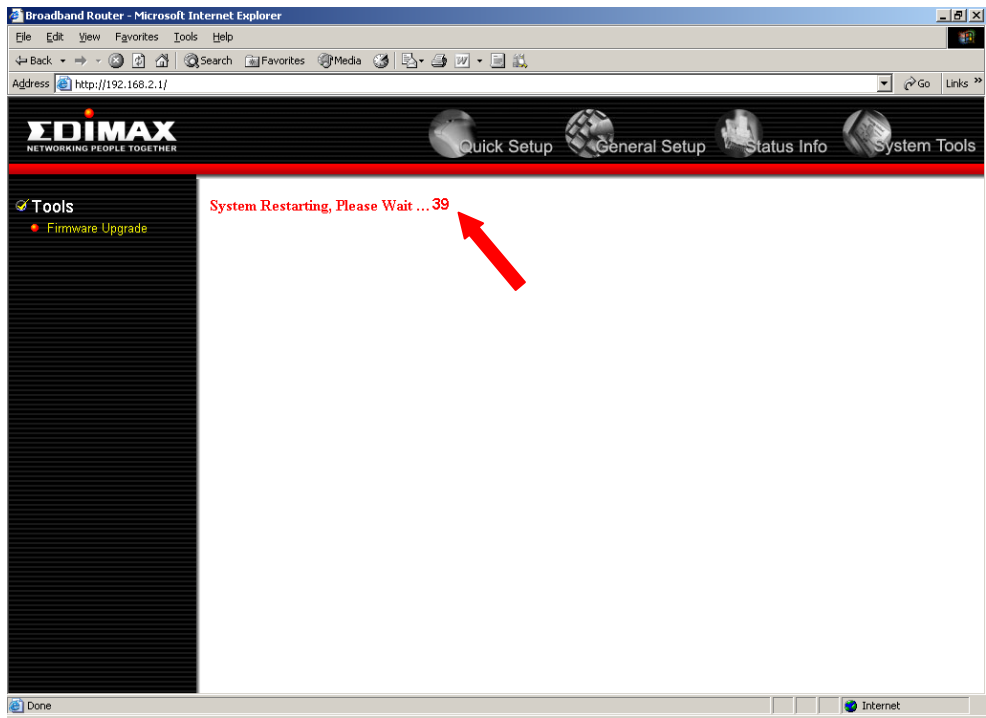 Broadband Router - Microsoft Internet Explorer
File Edit View Favorites Tools Help
Back Search Favorites Media
Address http://192.168.2.1/ Go Links »
EDIMAX
NETWORKING PEOPLE TOGETHER
Quick Setup General Setup Status Info System Tools
Tools
Firmware Upgrade
System Restarting, Please Wait ... 39
Done Internet